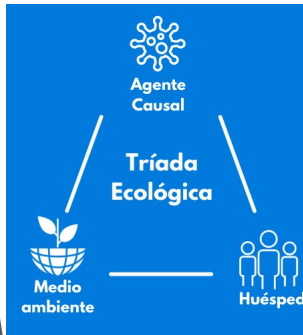 Agente
Causal
Tríada
Ecológica
Medio
ambiente
Huésped